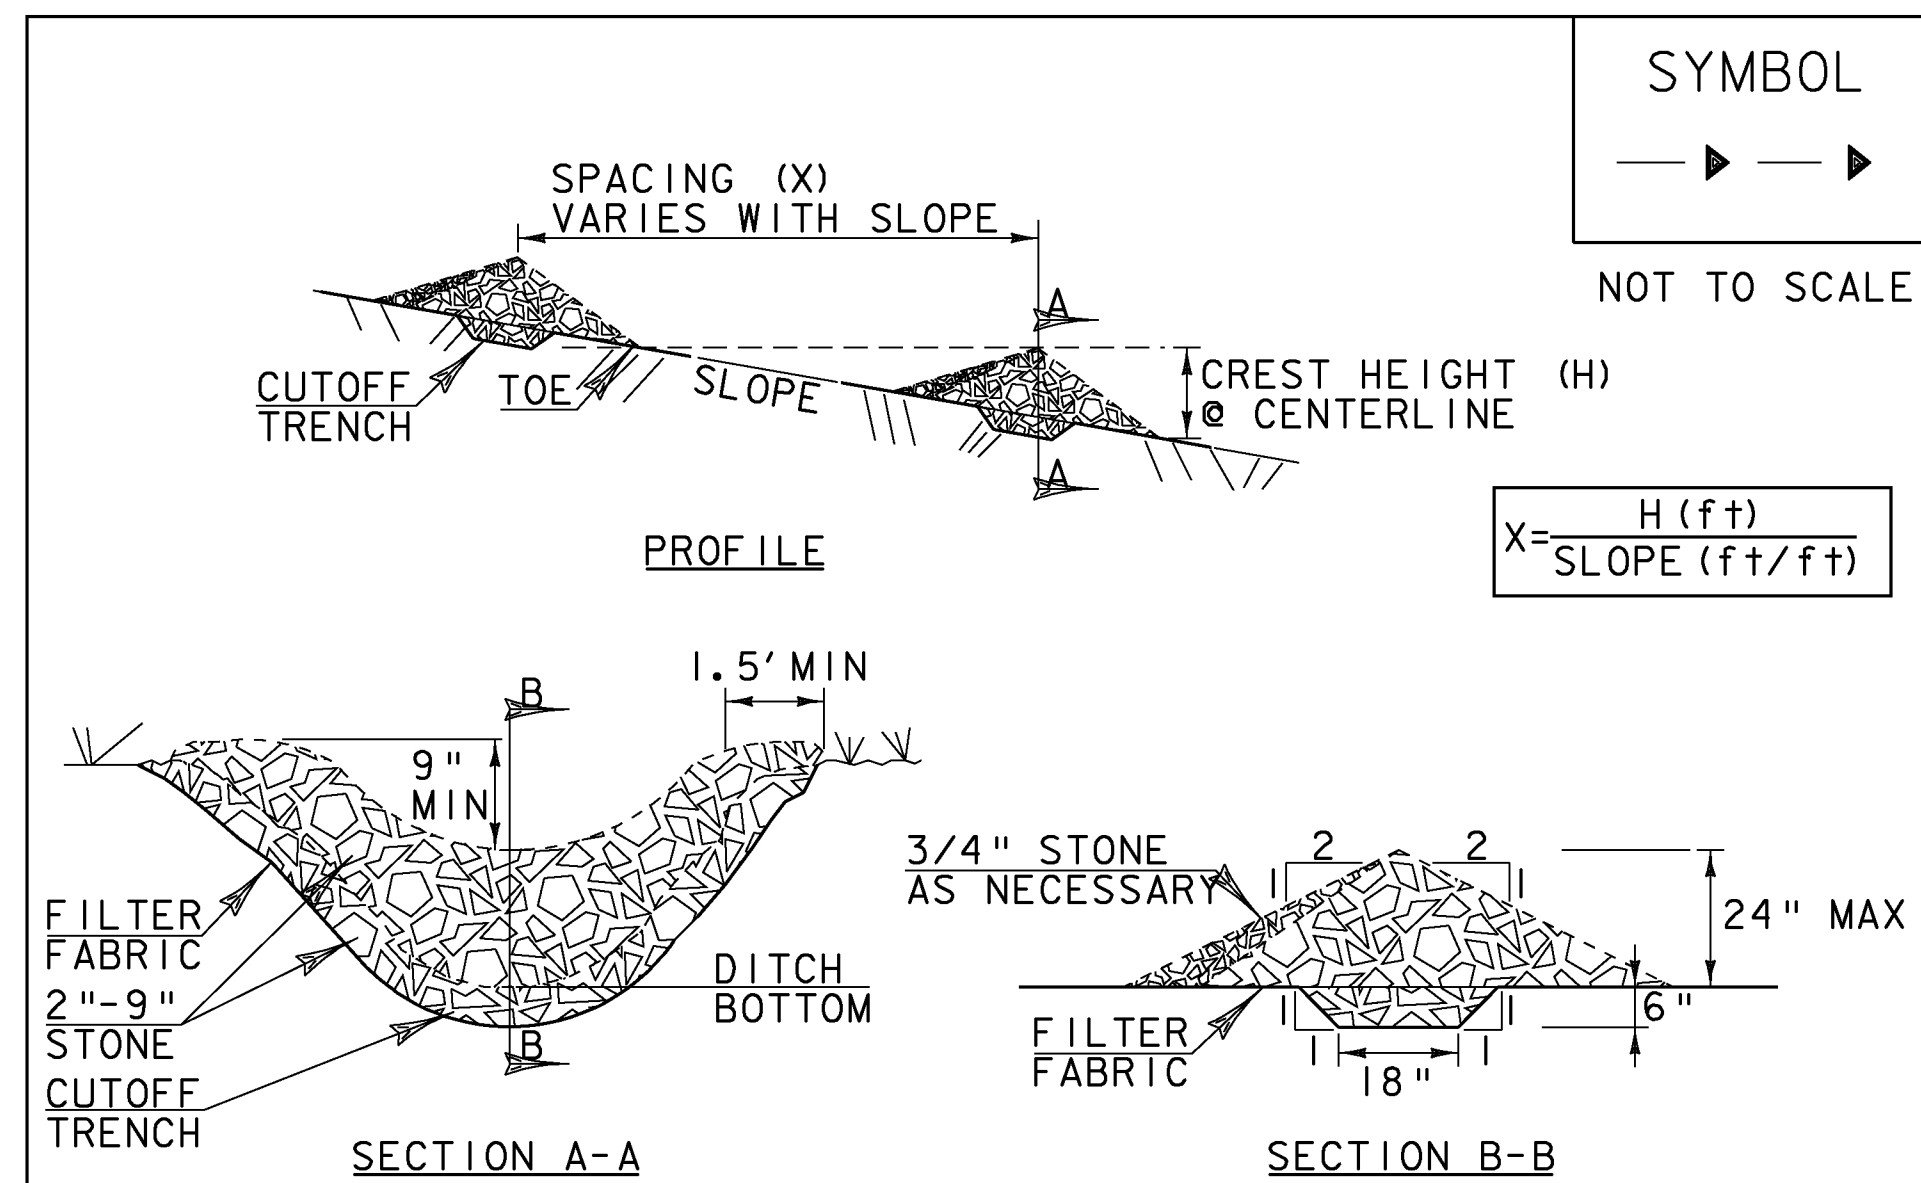 SYMBOL
NOT TO SCALE
SPACING (X)
VARIES WITH SLOPE
A
CREST HEIGHT (H)
@ CENTERLINE
CUTOFF
TRENCH
TOE
SLOPE
A
PROFILE
X=
H (ft)
SLOPE (ft/ft)
1.5' MIN
B
9"
MIN
FILTER
FABRIC
2"-9"
STONE
CUTOFF
TRENCH
DITCH
BOTTOM
B
SECTION A-A
3/4" STONE
AS NECESSARY
2
2
1
1
24" MAX
6"
1
1
1
1
FILTER
FABRIC
18"
SECTION B-B